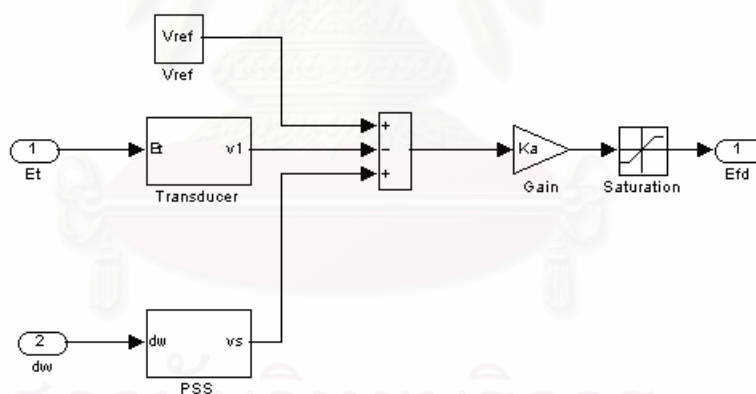 Vref
Vref
+
1
Et
Et v1
Transducer
−
+
Ka
Gain
Saturation
1
Efd
2
dw
dw vs
PSS